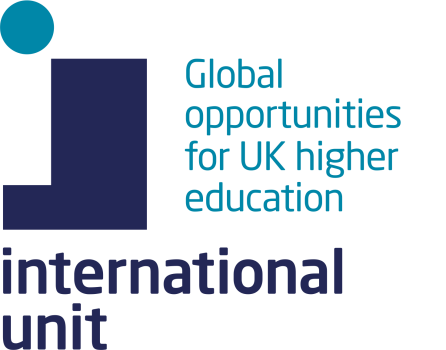 Global
opportunities
for UK higher
education
international
unit